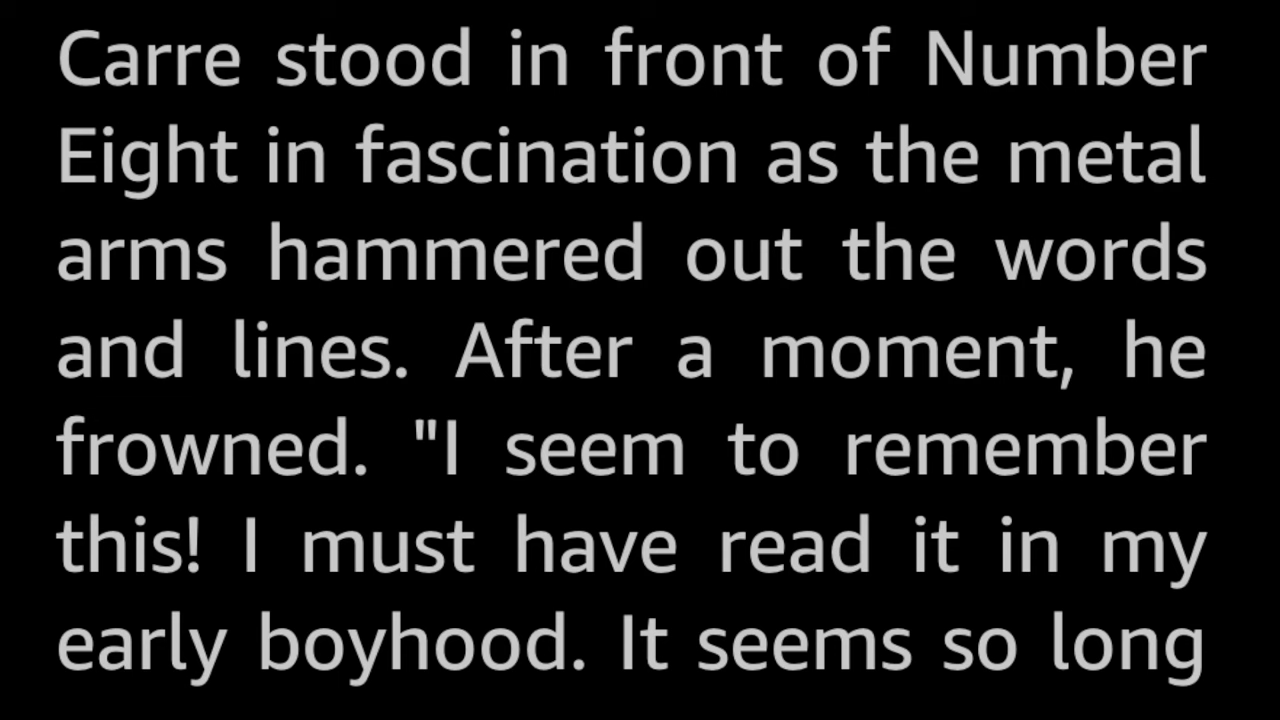 Carre stood in front of Number
Eight in fascination as the metal
arms hammered out the words
and lines. After a moment, he
frowned. "I seem to remember
this! I must have read it in my
early boyhood. It seems so long